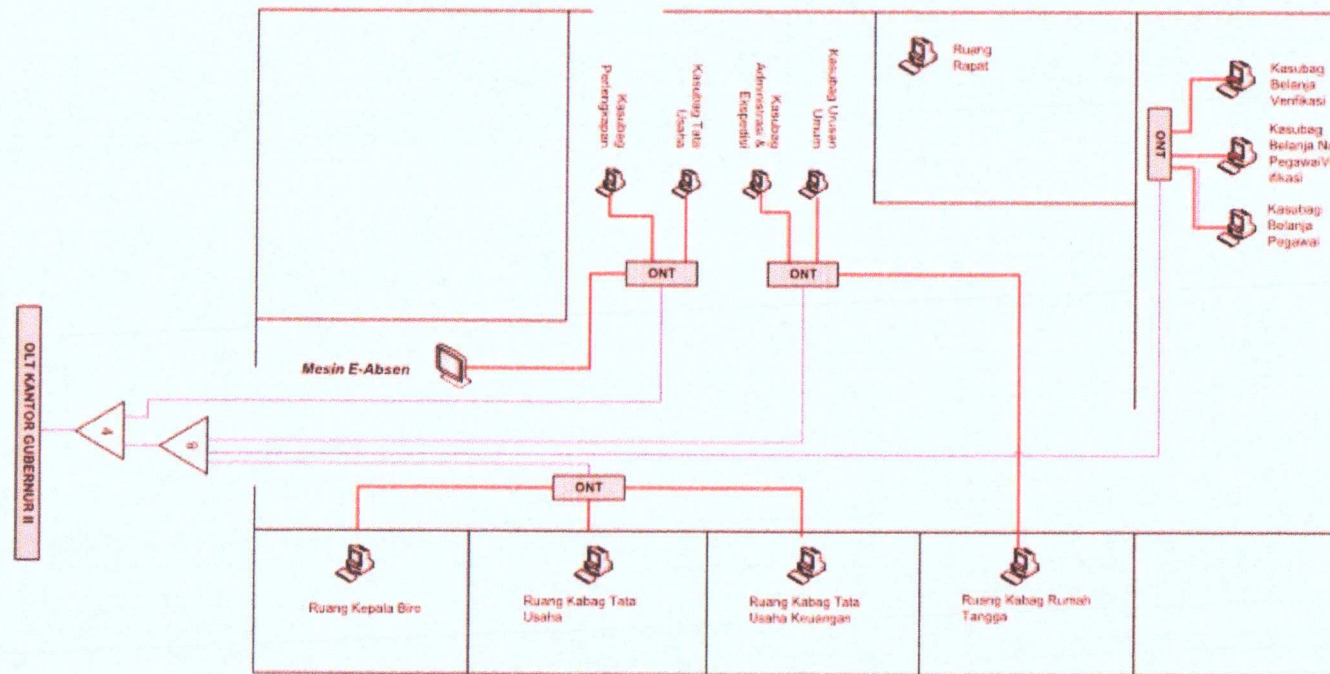 Kasubag
Perlengkapan
Kasubag Tata
Usaha
Kasubag
Administrasi &
Ekspedisi
Kasubag Urusan
Umum
Ruang
Rapat
Kasubag
Belanja
Verifikasi
Kasubag
Belanja
PegawaiV
ifikasi
Kasubag
Belanja
Pegawai
ONT
ONT
ONT
Mesin E-Absen
OLT KANTOR GUBERNUR II
4
8
ONT
Ruang Kepala Biro
Ruang Kabag Tata
Usaha
Ruang Kabag Tata
Usaha Keuangan
Ruang Kabag Rumah
Tangga